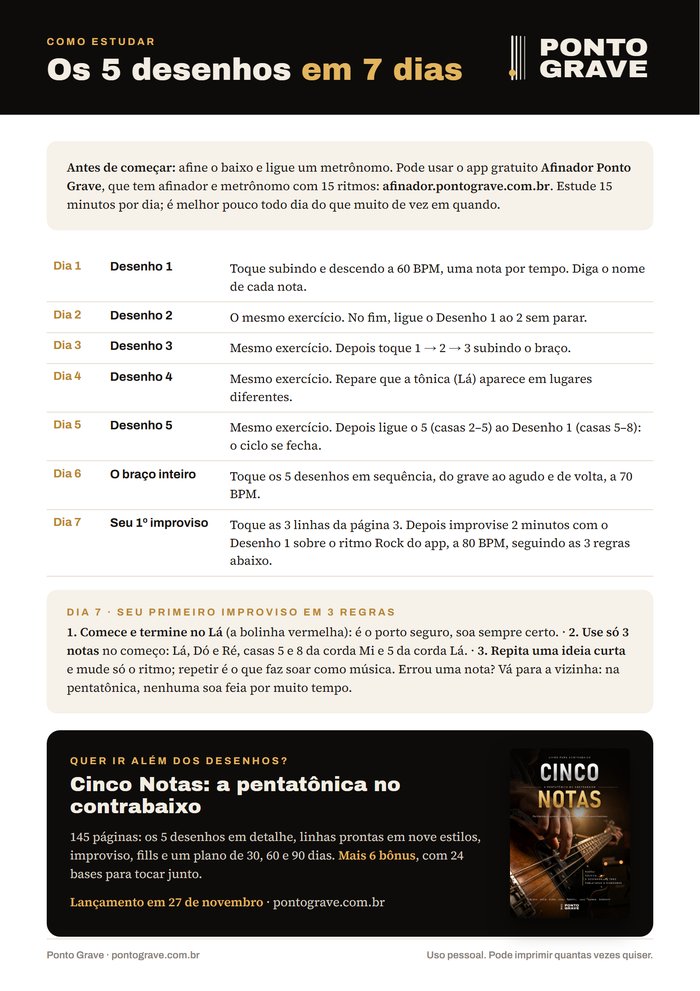 COMO ESTUDAR
Os 5 desenhos em 7 dias
PONTO
GRAVE
Antes de começar: afine o baixo e ligue um metrônomo. Pode usar o app gratuito Afinador Ponto
Grave, que tem afinador e metrônomo com 15 ritmos: afinador.pontograve.com.br. Estude 15
minutos por dia; é melhor pouco todo dia do que muito de vez em quando.
Dia 1 Desenho 1 Toque subindo e descendo a 60 BPM, uma nota por tempo. Diga o nome
de cada nota.
Dia 2 Desenho 2 O mesmo exercício. No fim, ligue o Desenho 1 ao 2 sem parar.
Dia 3 Desenho 3 Mesmo exercício. Depois toque 1 → 2 → 3 subindo o braço.
Dia 4 Desenho 4 Mesmo exercício. Repare que a tônica (Lá) aparece em lugares
diferentes.
Dia 5 Desenho 5 Mesmo exercício. Depois ligue o 5 (casas 2–5) ao Desenho 1 (casas 5–8):
o ciclo se fecha.
Dia 6 O braço inteiro Toque os 5 desenhos em sequência, do grave ao agudo e de volta, a 70
BPM.
Dia 7 Seu 1º improviso Toque as 3 linhas da página 3. Depois improvise 2 minutos com o
Desenho 1 sobre o ritmo Rock do app, a 80 BPM, seguindo as 3 regras
abaixo.
DIA 7 · SEU PRIMEIRO IMPROVISO EM 3 REGRAS
1. Comece e termine no Lá (a bolinha vermelha): é o porto seguro, soa sempre certo. · 2. Use só 3
notas no começo: Lá, Dó e Ré, casas 5 e 8 da corda Mi e 5 da corda Lá. · 3. Repita uma ideia curta
e mude só o ritmo; repetir é o que faz soar como música. Errou uma nota? Vá para a vizinha: na
pentatônica, nenhuma soa feia por muito tempo.
QUER IR ALÉM DOS DESENHOS?
Cinco Notas: a pentatônica no
contrabaixo
145 páginas: os 5 desenhos em detalhe, linhas prontas em nove estilos,
improviso, fills e um plano de 30, 60 e 90 dias. Mais 6 bônus, com 24
bases para tocar junto.
Lançamento em 27 de novembro · pontograve.com.br
CINCO
NOTAS
PONTO
GRAVE
Ponto Grave · pontograve.com.br
Uso pessoal. Pode imprimir quantas vezes quiser.